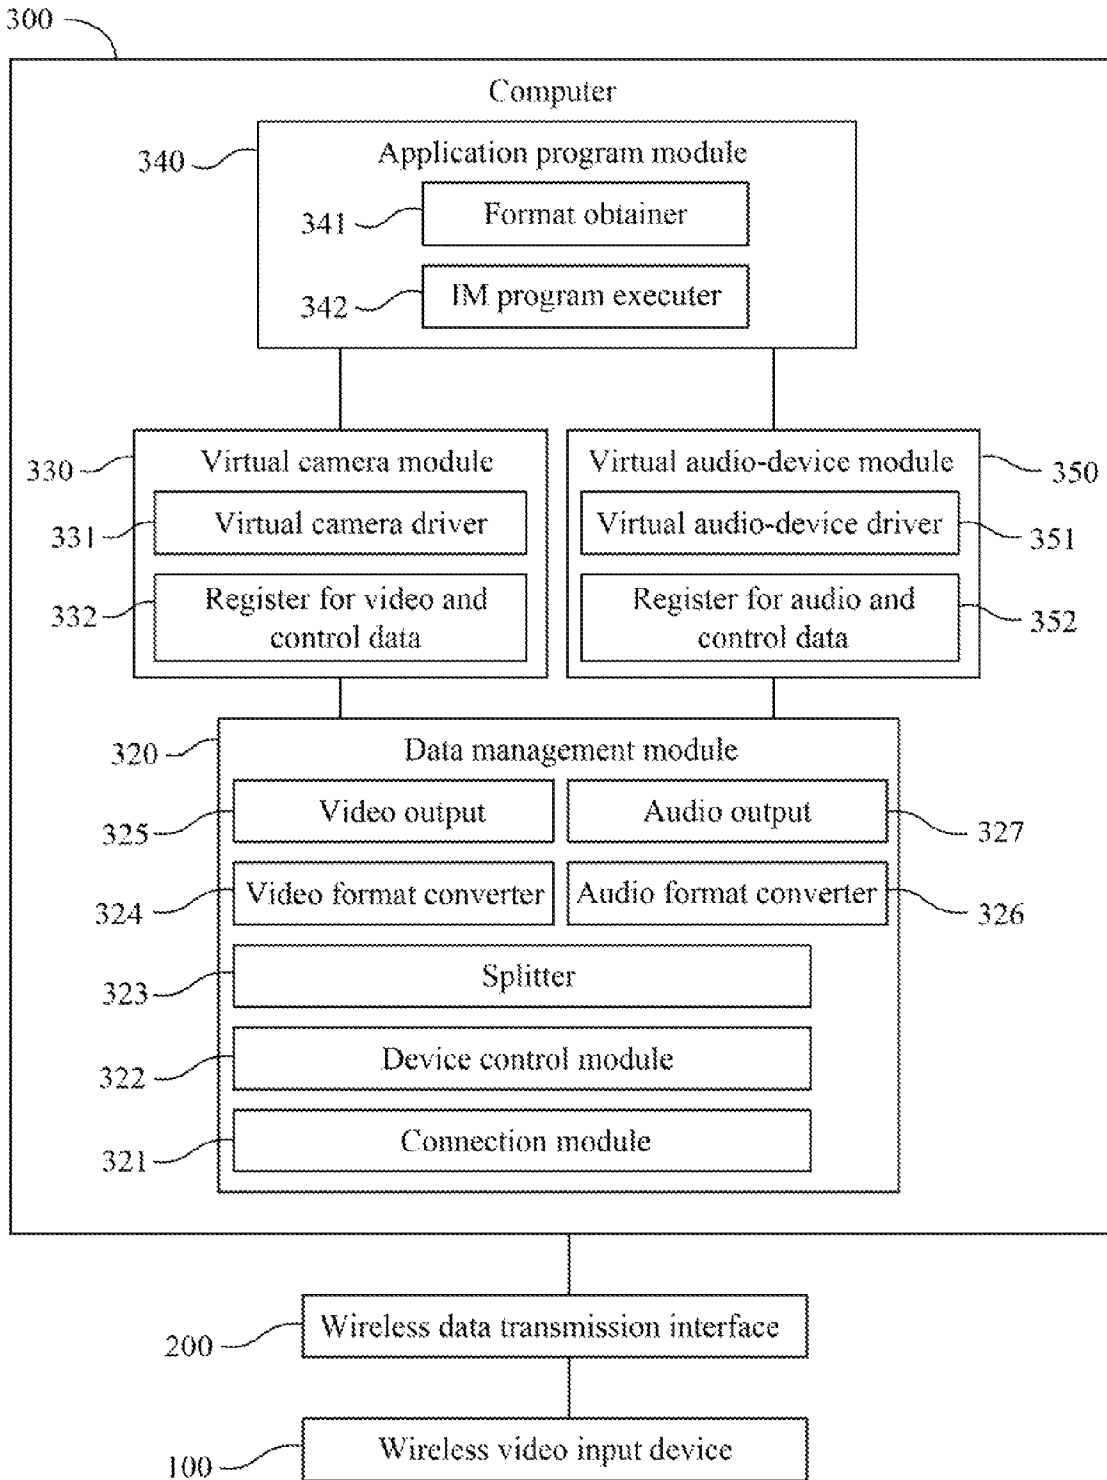 300
Computer
340
Application program module
341
Format obtainer
342
IM program executer
330
Virtual camera module
331
Virtual camera driver
332
Register for video and
control data
Virtual audio-device module
350
Virtual audio-device driver
351
Register for audio and
control data
352
320
Data management module
325
Video output
Audio output
327
324
Video format converter
Audio format converter
326
323
Splitter
322
Device control module
321
Connection module
200
Wireless data transmission interface
100
Wireless video input device